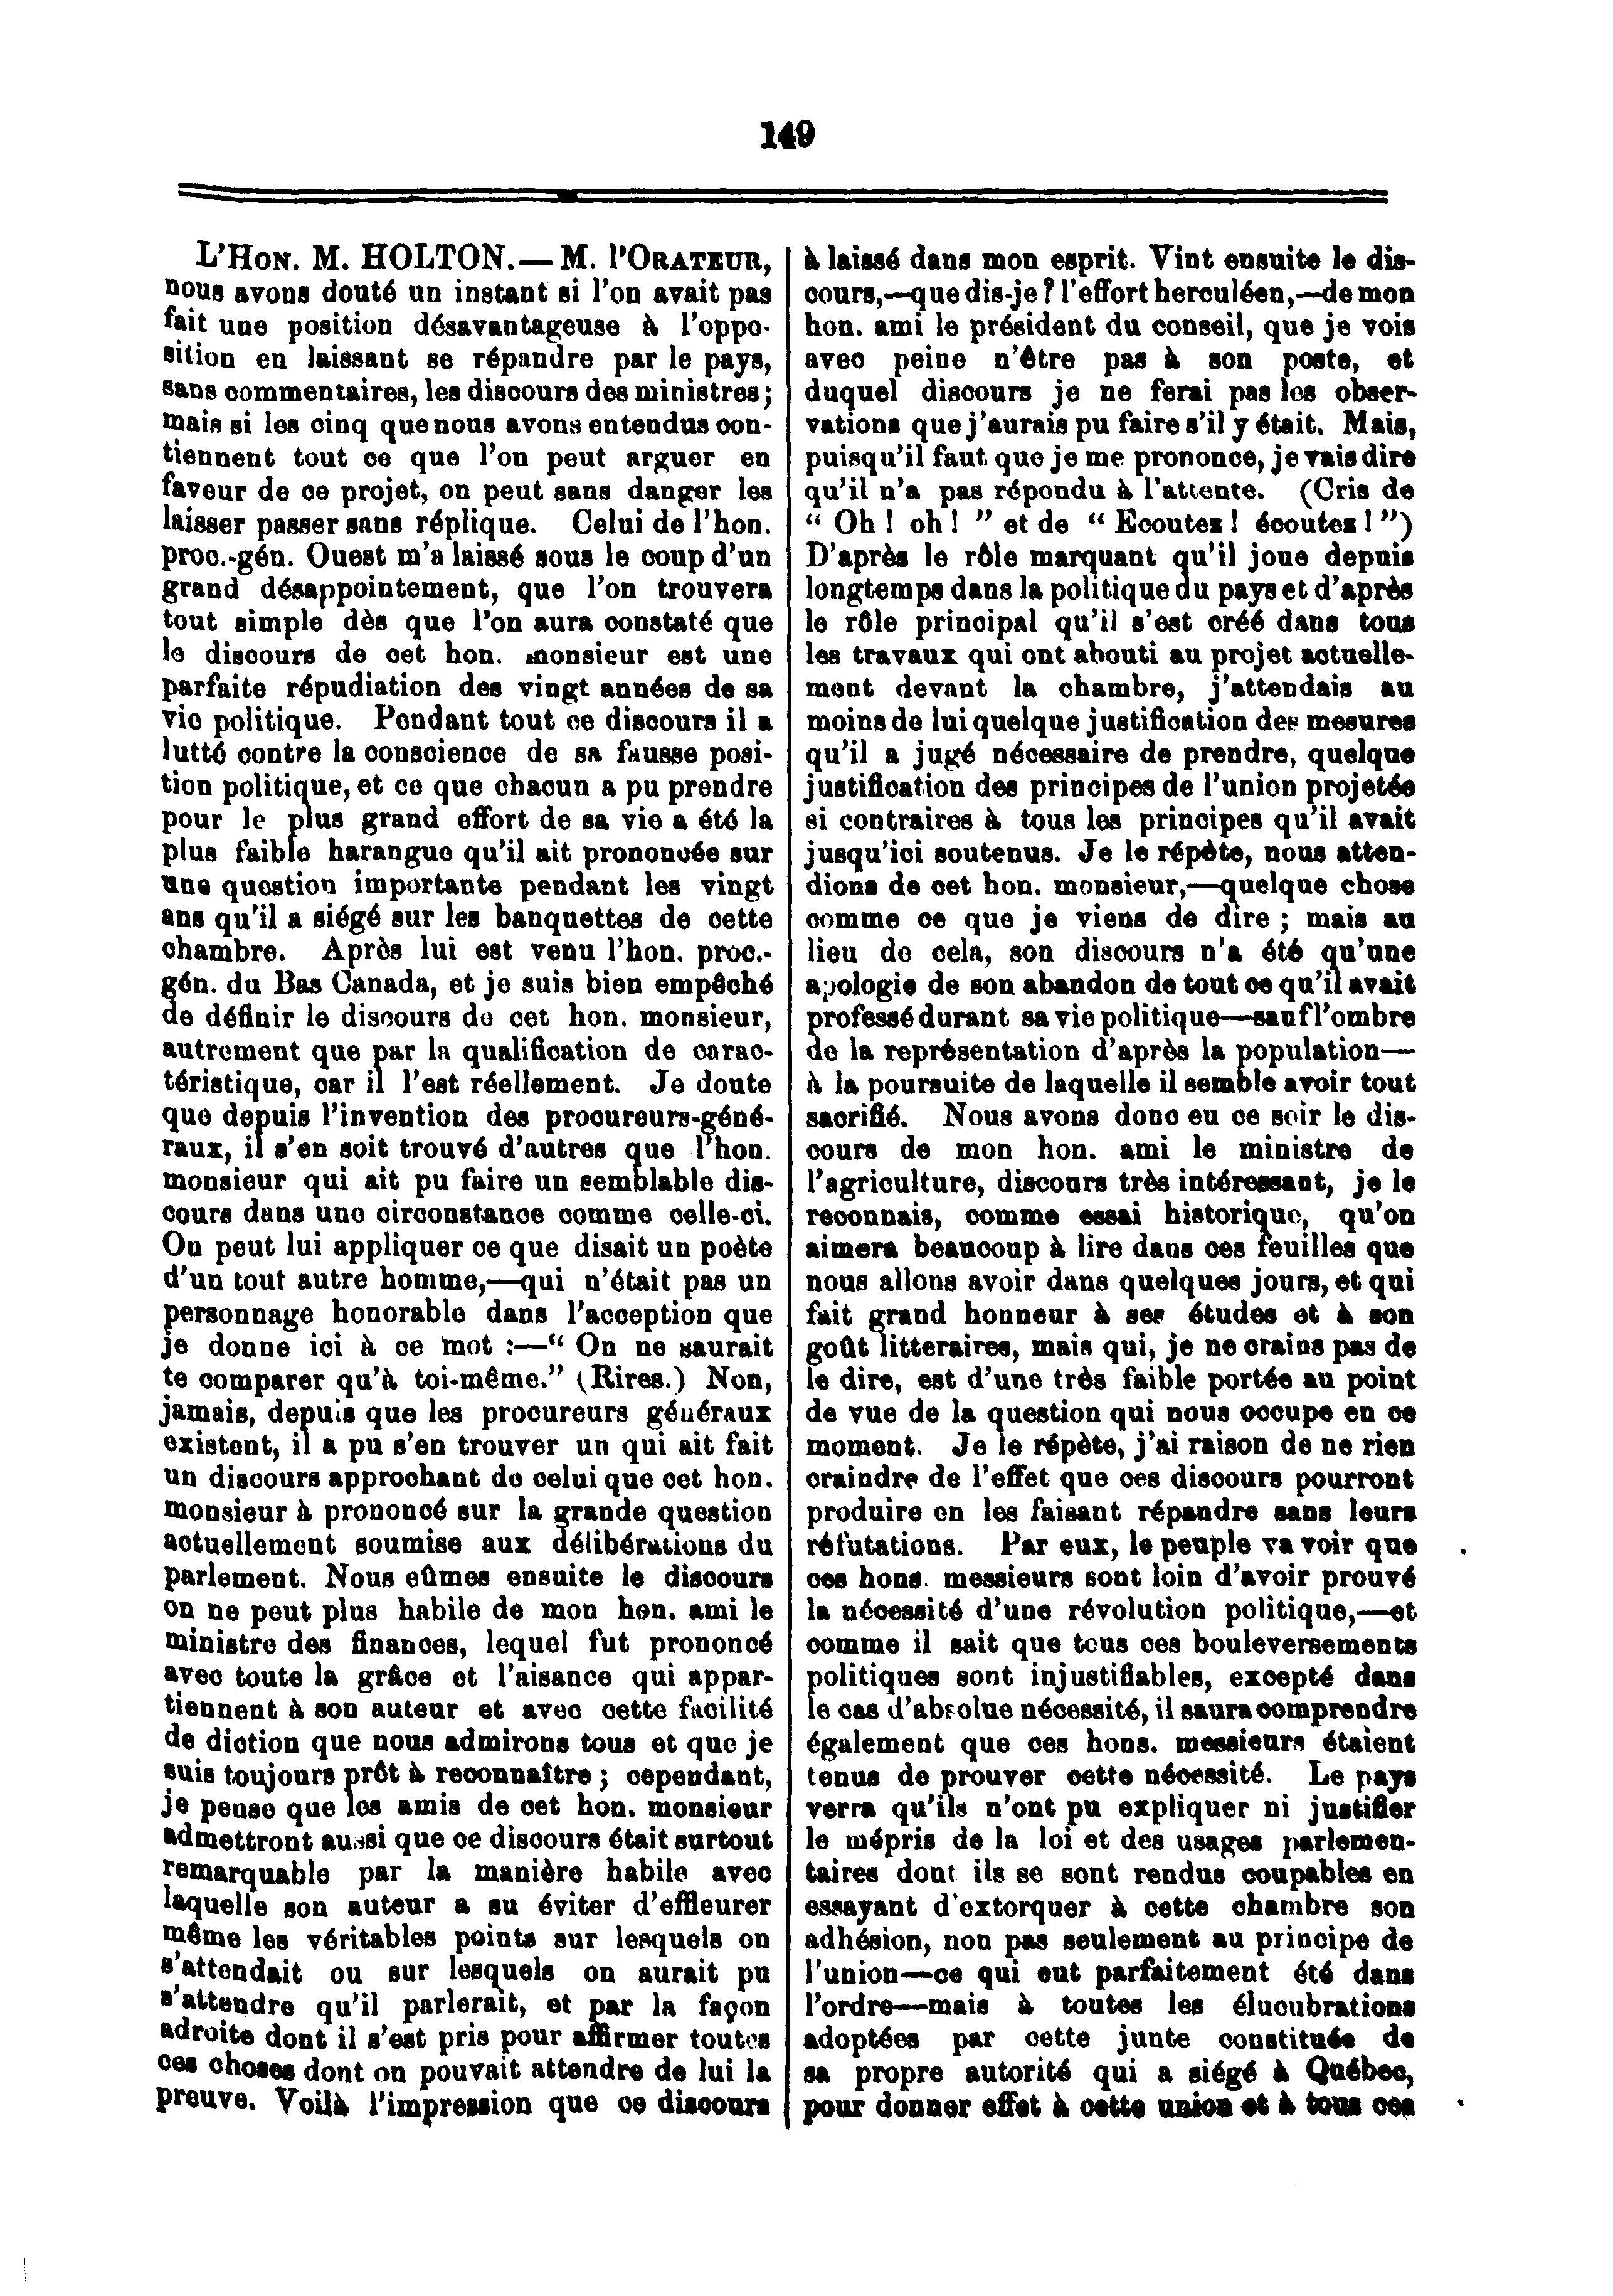 149
L'HON. M. HOLTON.—M. l'ORATEUR,
nous avons douté un instant si l'on avait pas
fait une position désavantageuse à l'oppo-
sition en laissant se répandre par le pays,
sans commentaires, les discours des ministres;
mais si les cinq que nous avons entendus con-
tiennent tout ce que l'on peut arguer en
faveur de ce projet, on peut sans danger les
laisser passer sans réplique. Celui de l'hon.
proc.-gén. Ouest m'a laissé sous le coup d'un
grand désappointement, que l'on trouvera
tout simple dès que l'on aura constaté que
le discours de cet hon. monsieur est une
parfaite répudiation des vingt années de sa
vie politique. Pendant tout ce discours il a
lutté contre la conscience de sa fausse posi-
tion politique, et ce que chacun a pu prendre
pour le plus grand effort de sa vie a été la
plus faible harangue qu'il ait prononcée sur
une question importante pendant les vingt
ans qu'il a siégé sur les banquettes de cette
chambre. Après lui est venu l'hon. proc.-
gén. du Bas Canada, et je suis bien empêché
de définir le discours de cet hon. monsieur,
autrement que par la qualification de carac-
téristique, car il l'est réellement. Je doute
que depuis l'invention des procureurs-géné-
raux, il s'en soit trouvé d'autres que l'hon.
monsieur qui ait pu faire un semblable dis-
cours dans une circonstance comme celle-ci.
On peut lui appliquer ce que disait un poète
d'un tout autre homme,—qui n'était pas un
personnage honorable dans l'acception que
je donne ici à ce mot :—“ On ne saurait
te comparer qu'à toi-même.” (Rires.) Non,
jamais, depuis que les procureurs généraux
existent, il a pu s'en trouver un qui ait fait
un discours approchant de celui que cet hon.
monsieur à prononcé sur la grande question
actuellement soumise aux délibérations du
parlement. Nous eûmes ensuite le discours
on ne peut plus habile de mon hon. ami le
ministre des finances, lequel fut prononcé
avec toute la grâce et l'aisance qui appar-
tiennent à son auteur et avec cette facilité
de diction que nous admirons tous et que je
suis toujours prêt à reconnaître ; cependant,
je pense que les amis de cet hon. monsieur
admettront aussi que ce discours était surtout
remarquable par la manière habile avec
laquelle son auteur a su éviter d'effleurer
même les véritables points sur lesquels on
s'attendait ou sur lesquels on aurait pu
s'attendre qu'il parlerait, et par la façon
adroite dont il s'est pris pour affirmer toutes
ces choses dont on pouvait attendre de lui la
preuve. Voilà l'impression que ce discours
à laissé dans mon esprit. Vint ensuite le dis-
cours,—que dis-je ? l'effort herculéen,—de mon
hon. ami le président du conseil, que je vois
avec peine n'être pas à son poste, et
duquel discours je ne ferai pas les obser-
vations que j'aurais pu faire s'il y était. Mais,
puisqu'il faut que je me prononce, je vais dire
qu'il n'a pas répondu à l'attente. (Cris de
“ Oh ! oh ! ” et de “ Ecoutez ! écoutez ! ”)
D'après le rôle marquant qu'il joue depuis
longtemps dans la politique du pays et d'après
le rôle principal qu'il s'est créé dans tous
les travaux qui ont abouti au projet actuelle-
ment devant la chambre, j'attendais au
moins de lui quelque justification des mesures
qu'il a jugé nécessaire de prendre, quelque
justification des principes de l'union projetée
si contraires à tous les principes qu'il avait
jusqu'ici soutenus. Je le répète, nous atten-
dions de cet hon. monsieur,—quelque chose
comme ce que je viens de dire ; mais au
lieu de cela, son discours n'a été qu'une
apologie de son abandon de tout ce qu'il avait
professé durant sa vie politique—sauf l'ombre
de la représentation d'après la population—
à la poursuite de laquelle il semble avoir tout
sacrifié. Nous avons donc eu ce soir le dis-
cours de mon hon. ami le ministre de
l'agriculture, discours très intéressant, je le
reconnais, comme essai historique, qu'on
aimera beaucoup à lire dans ces feuilles que
nous allons avoir dans quelques jours, et qui
fait grand honneur à ses études et à son
goût litteraires, mais qui, je ne crains pas de
le dire, est d'une très faible portée au point
de vue de la question qui nous occupe en ce
moment. Je le répète, j'ai raison de ne rien
craindre de l'effet que ces discours pourront
produire en les faisant répandre sans leurs
réfutations. Par eux, le peuple va voir que
ces hons. messieurs sont loin d'avoir prouvé
la nécessité d'une révolution politique,—et
comme il sait que tous ces bouleversements
politiques sont injustifiables, excepté dans
le cas d'absolue nécessité, il saura comprendre
également que ces hons. messieurs étaient
tenus de prouver cette nécessité. Le pays
verra qu'ils n'ont pu expliquer ni justifier
le mépris de la loi et des usages parlemen-
taires dont ils se sont rendus coupables en
essayant d'extorquer à cette chambre son
adhésion, non pas seulement au principe de
l'union—ce qui eut parfaitement été dans
l'ordre—mais à toutes les élucubrations
adoptées par cette junte constituée de
sa propre autorité qui a siégé à Québec,
pour donner effet à cette union et à tous ces